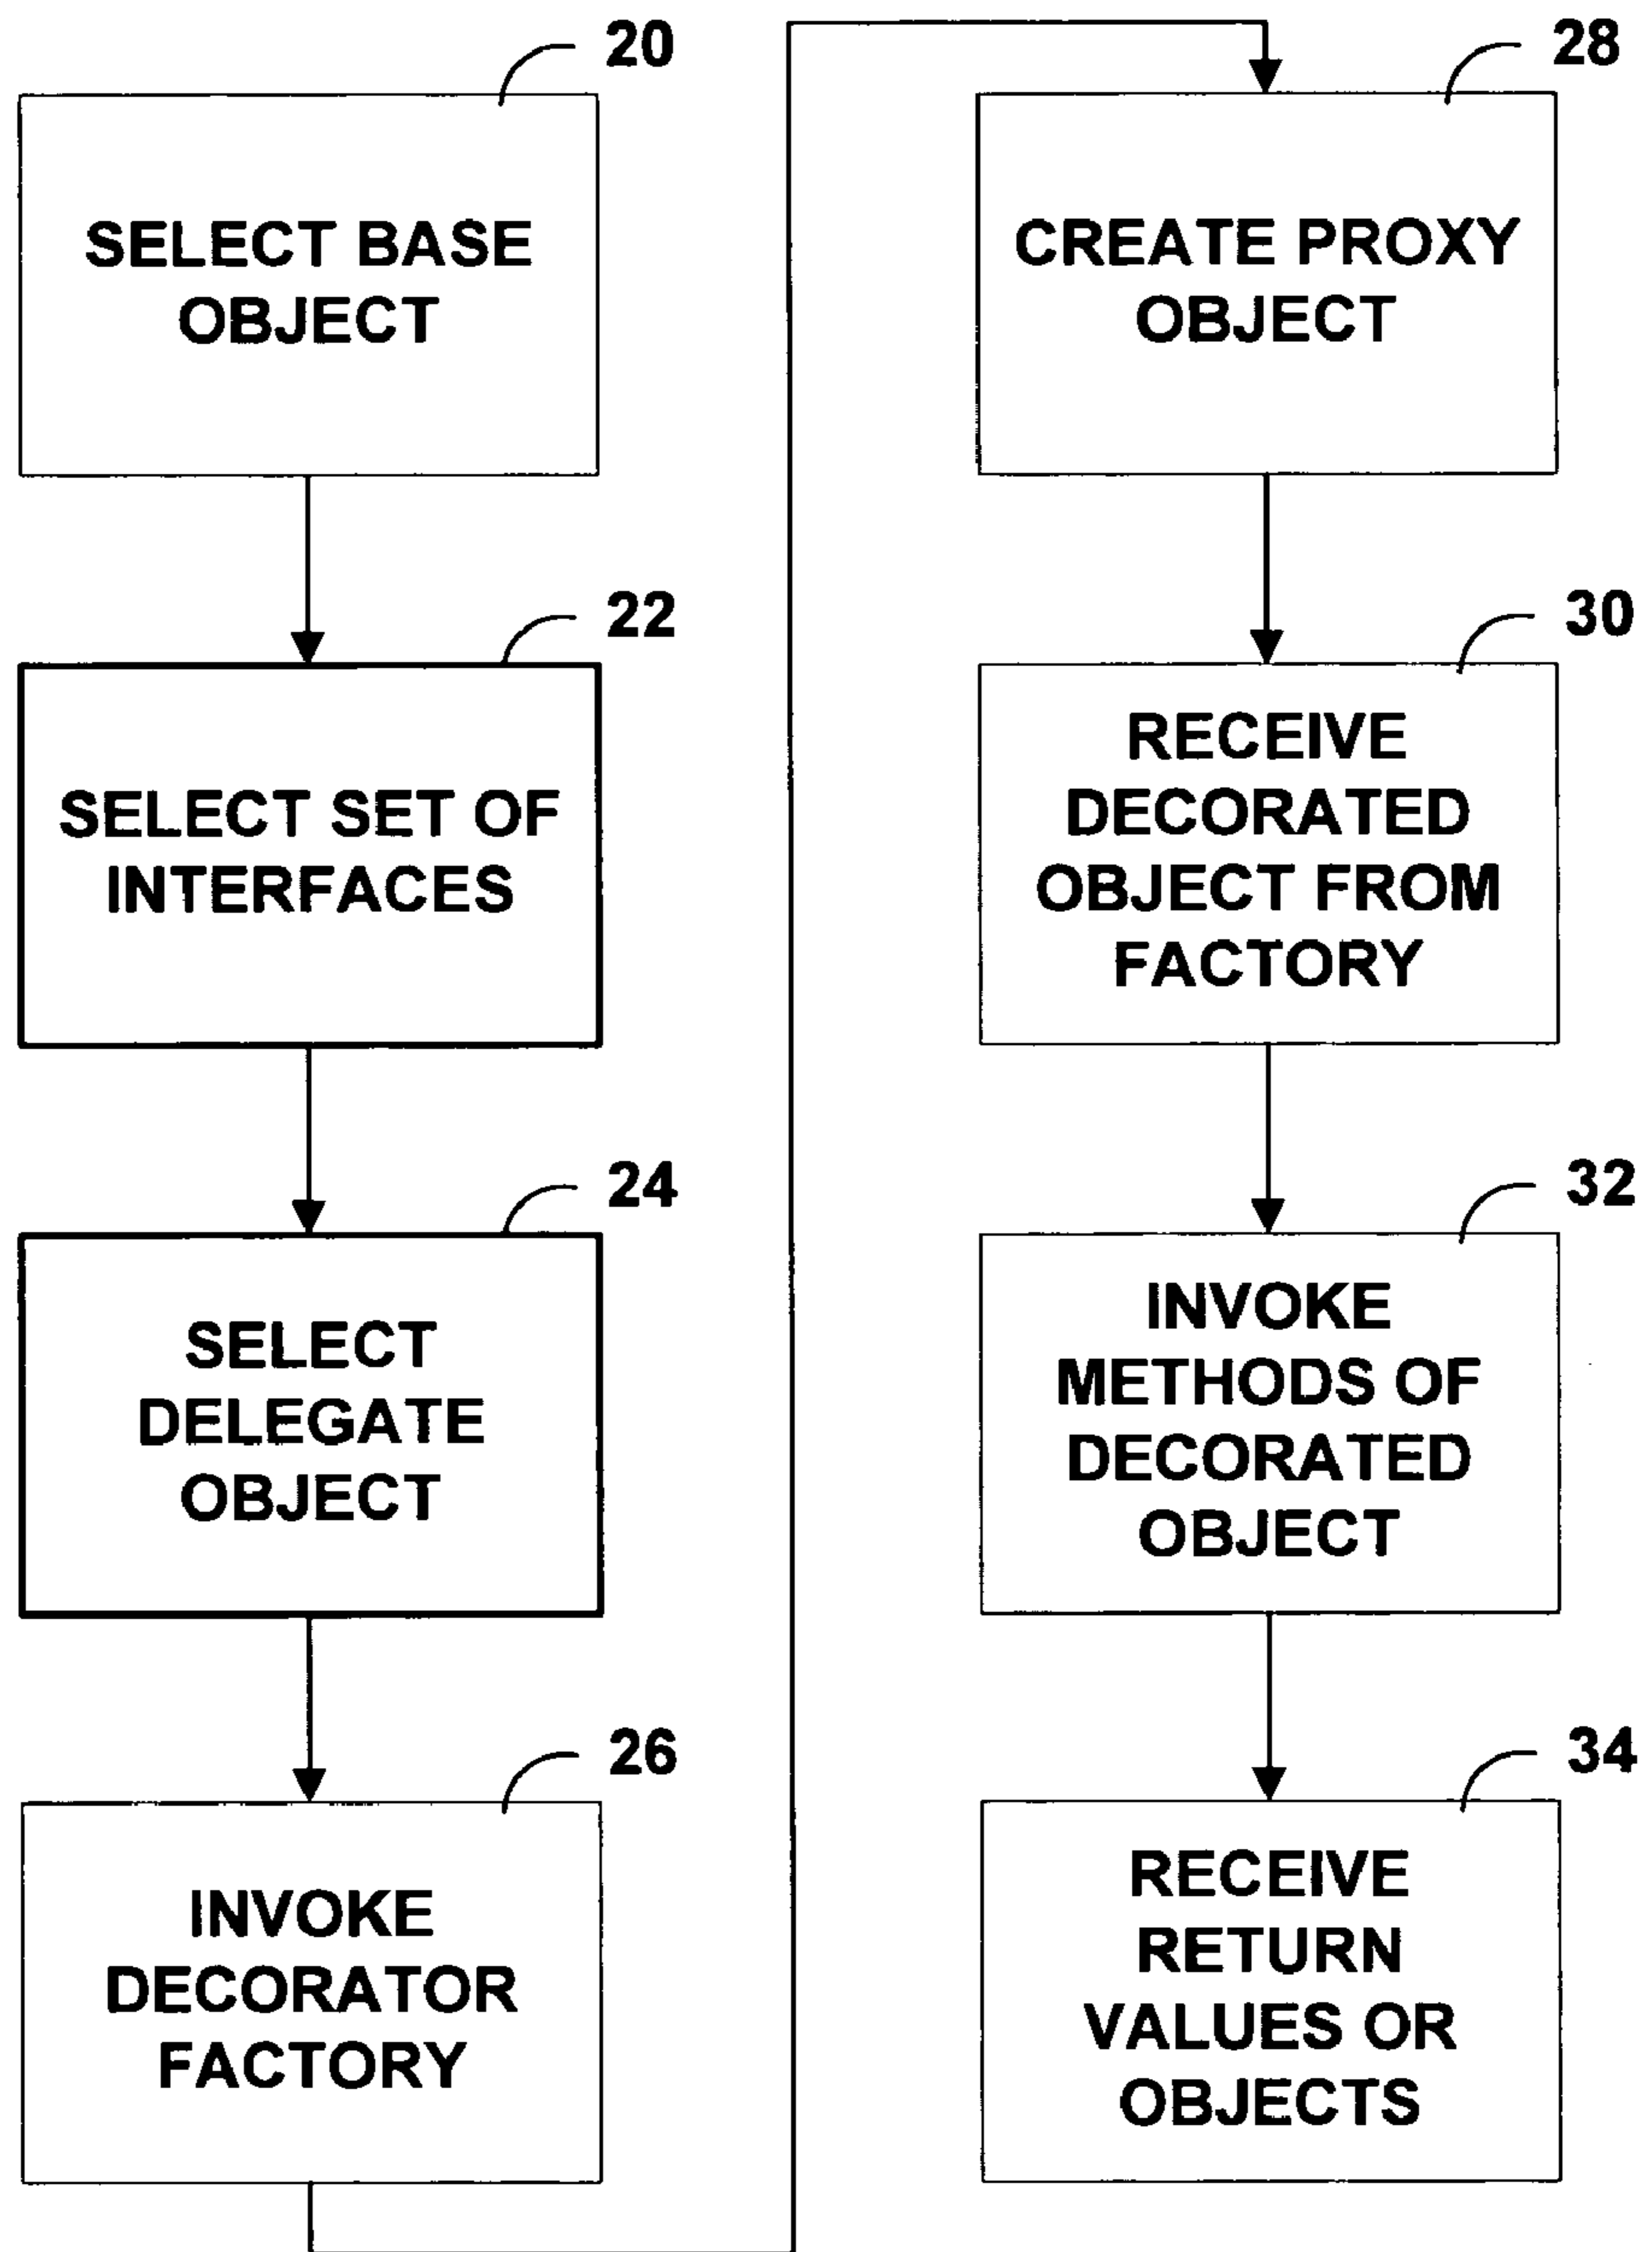 20
SELECT BASE
OBJECT
22
SELECT SET OF
INTERFACES
24
SELECT
DELEGATE
OBJECT
26
INVOKE
DECORATOR
FACTORY
28
CREATE PROXY
OBJECT
30
RECEIVE
DECORATED
OBJECT FROM
FACTORY
32
INVOKE
METHODS OF
DECORATED
OBJECT
34
RECEIVE
RETURN
VALUES OR
OBJECTS